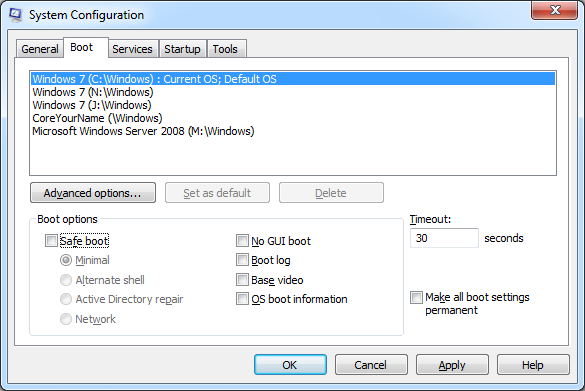 System Configuration
General Boot Services Startup Tools
Windows 7 (C:\Windows) : Current OS; Default OS
Windows 7 (N:\Windows)
Windows 7 (J:\Windows)
CoreYourName (\Windows)
Microsoft Windows Server 2008 (M:\Windows)
Advanced options... Set as default Delete
Boot options Timeout:
Safe boot No GUI boot 30 seconds
Minimal Boot log
Alternate shell Base video
Active Directory repair OS boot information Make all boot settings
permanent
Network
OK Cancel Apply Help